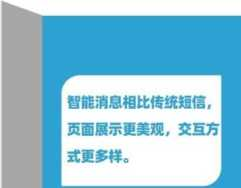 智能消息相比传统短信，
页面展示更美观，交互方
式更多样。